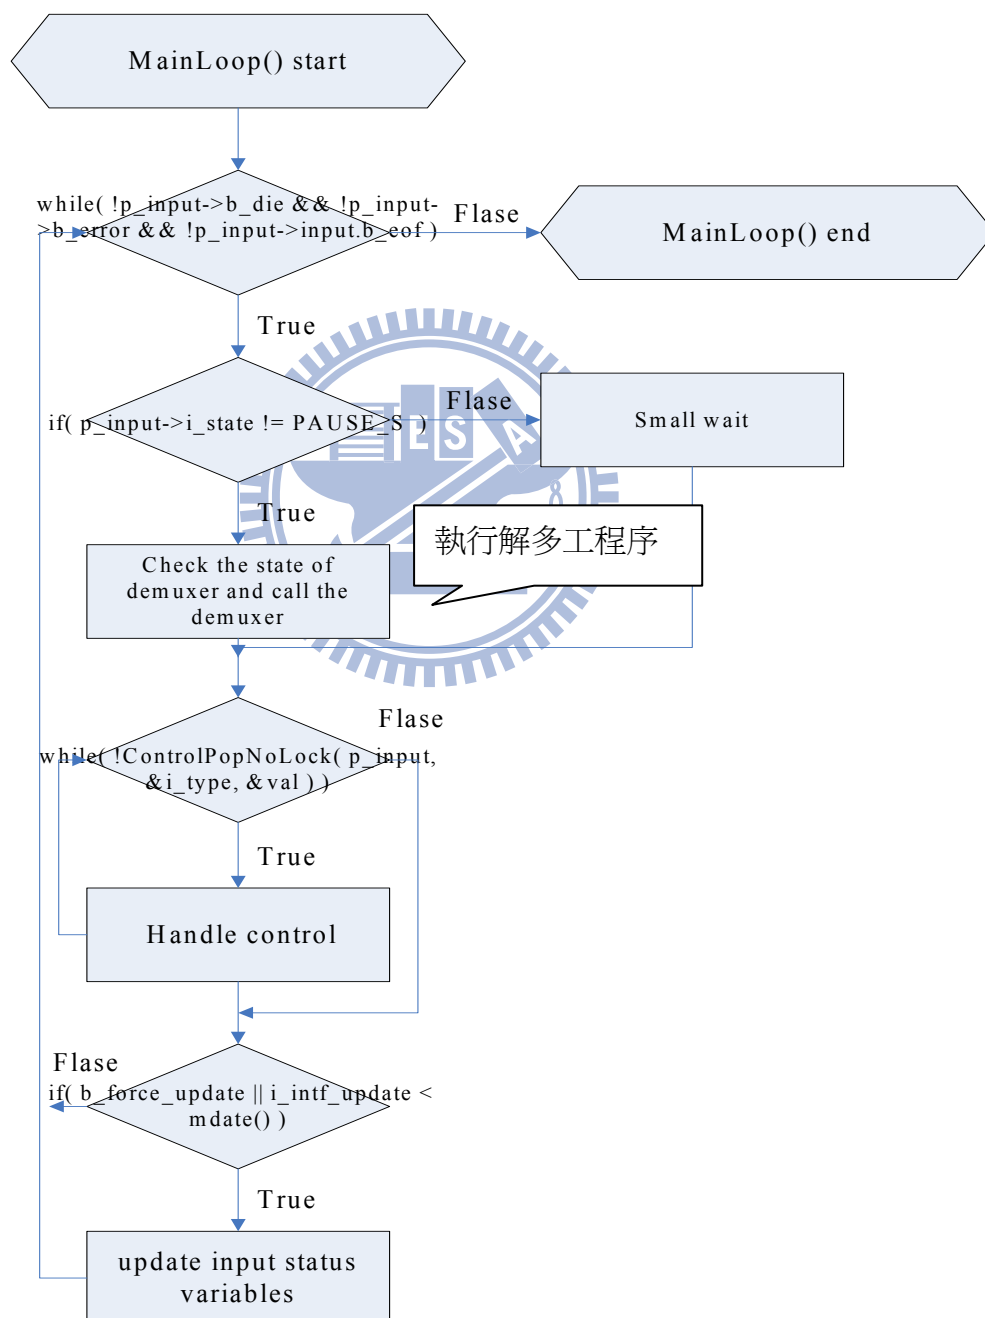 MainLoop() start
while( !p_input->b_die && !p_input-
>b_error && !p_input->input.b_eof )
Flase
MainLoop() end
True
if( p_input->i_state != PAUSE_S )
Flase
Small wait
ESA
8
True
執行解多工程序
Check the state of
demuxer and call the
demuxer
Flase
while( !ControlPopNoLock( p_input,
&i_type, &val ) )
True
Handle control
Flase
if( b_force_update || i_intf_update <
mdate() )
True
update input status
variables